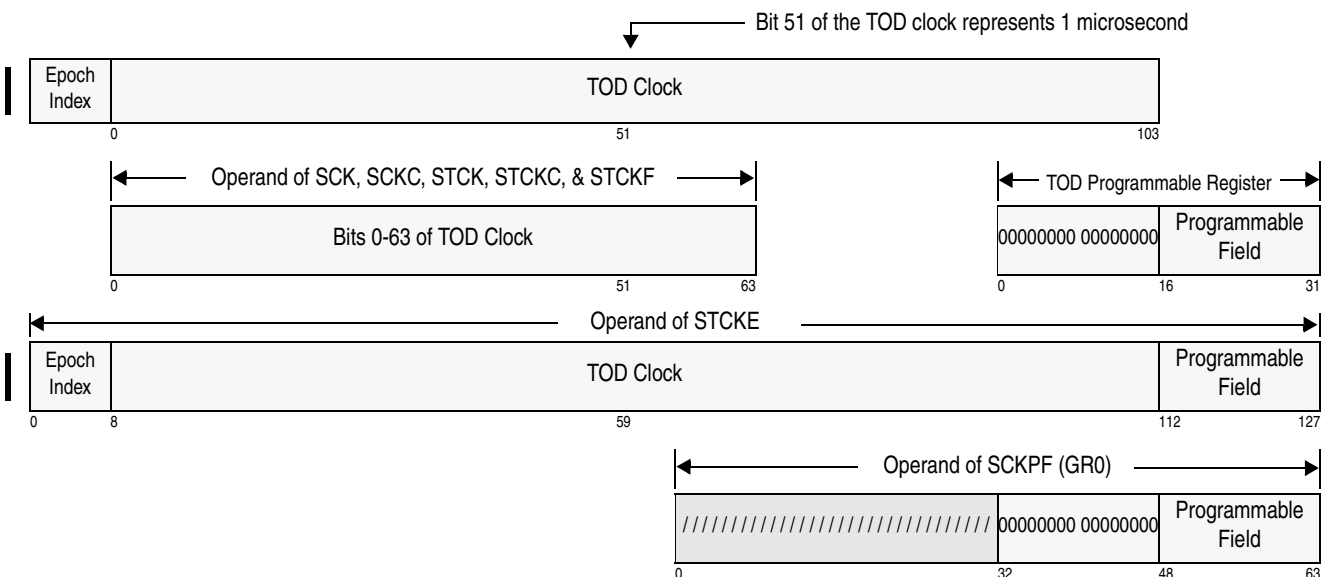 Bit 51 of the TOD clock represents 1 microsecond
Epoch
Index
TOD Clock
0 51 103
Operand of SCK, SCKC, STCK, STCKC, & STCKF
TOD Programmable Register
Bits 0-63 of TOD Clock
00000000 00000000
Programmable
Field
0 51 63
0 16 31
Operand of STCKE
Epoch
Index
TOD Clock
Programmable
Field
0 8 59 112 127
Operand of SCKPF (GR0)
////////////////////////////////
00000000 00000000
Programmable
Field
0 32 48 63